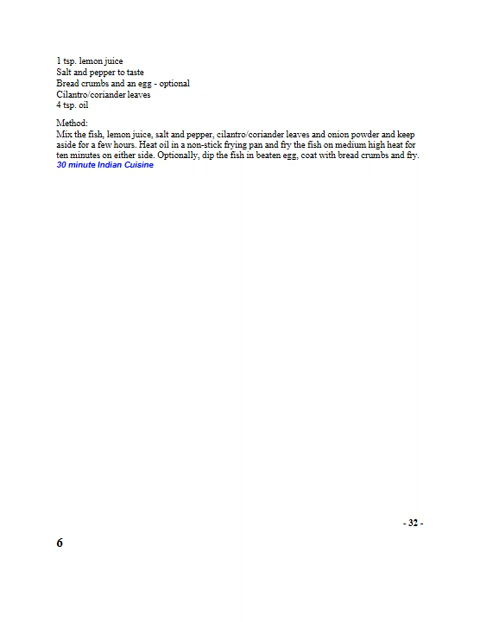 1 tsp. lemon juice
Salt and pepper to taste
Bread crumbs and an egg - optional
Cilantro/coriander leaves
4 tsp. oil
Method:
Mix the fish, lemon juice, salt and pepper, cilantro/coriander leaves and onion powder and keep
aside for a few hours. Heat oil in a non-stick frying pan and fry the fish on medium high heat for
ten minutes on either side. Optionally, dip the fish in beaten egg, coat with bread crumbs and fry.
30 minute Indian Cuisine
- 32 -
6